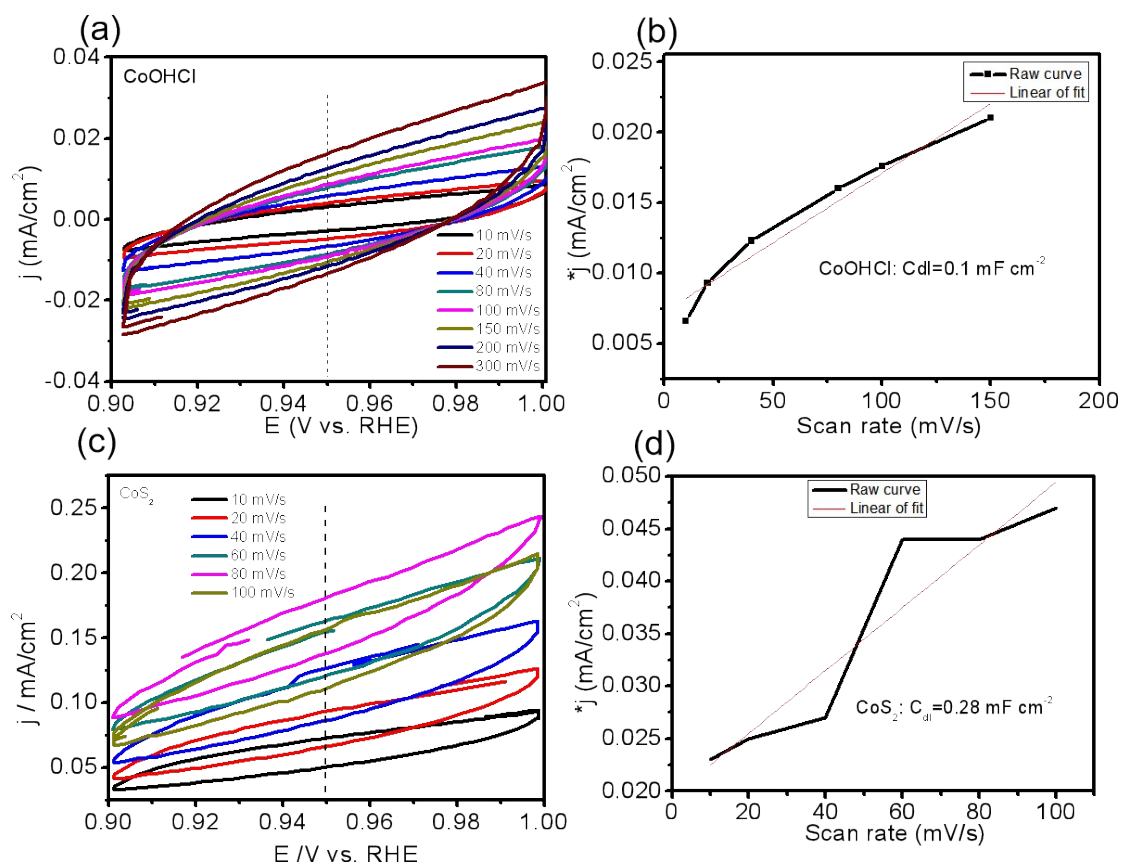 (a)
CoOHCl
0.04
0.02
0.00
-0.02
-0.04
j (mA/cm²)
10 mV/s
20 mV/s
40 mV/s
80 mV/s
100 mV/s
150 mV/s
200 mV/s
300 mV/s
0.90 0.92 0.94 0.96 0.98 1.00
E (V vs. RHE)
(b)
Raw curve
Linear of fit
0.020
0.015
0.010
0.005
*j (mA/cm²)
CoOHCl: Cdl=0.1 mF cm⁻²
0 50 100 150 200
Scan rate (mV/s)
(c)
CoS₂
10 mV/s
20 mV/s
40 mV/s
60 mV/s
80 mV/s
100 mV/s
0.25
0.20
0.15
0.10
0.05
j / mA/cm²
0.90 0.92 0.94 0.96 0.98 1.00
E /V vs. RHE
(d)
Raw curve
Linear of fit
0.050
0.045
0.040
0.035
0.030
0.025
0.020
*j (mA/cm²)
CoS₂: C_dl=0.28 mF cm⁻²
0 20 40 60 80 100
Scan rate (mV/s)